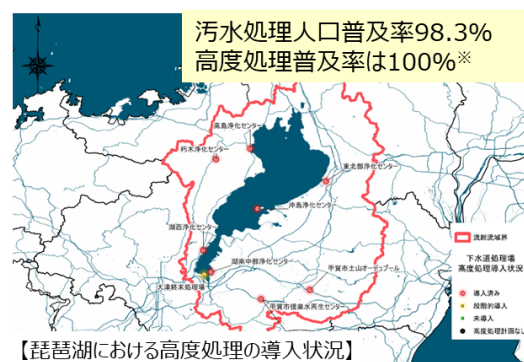 汚水処理人口普及率98.3%
高度処理普及率は100%※
高島浄化センター
朽木浄化センター
東北部浄化センター
沖島浄化センター
湖西浄化センター
湖南中部浄化センター
大津終末処理場
甲賀市土山オー・デュ・プール
甲賀市信楽水再生センター
流総流域界
下水道処理場
高度処理導入状況
導入済み
段階的導入
未導入
高度処理計画なし
【琵琶湖における高度処理の導入状況】